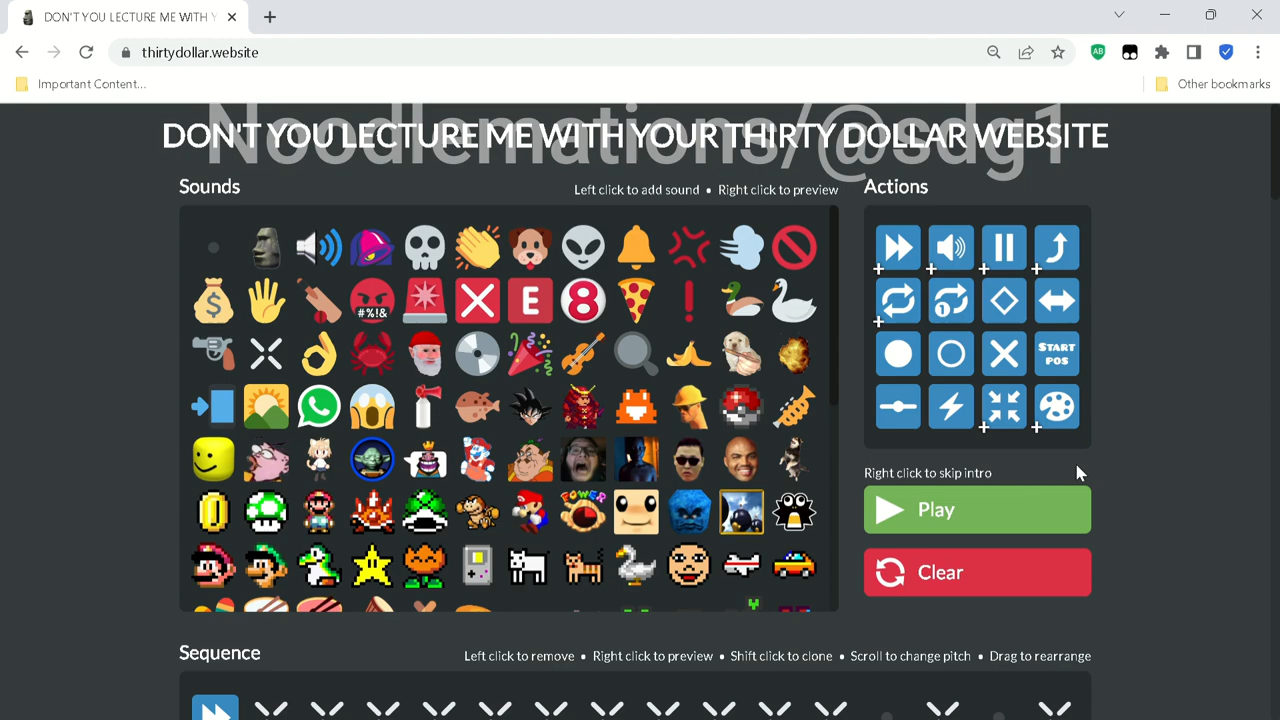 DON'T YOU LECTURE ME WITH Y
thirtydollar.website
Important Content...
Other bookmarks
Noodlemations/@sdg1
DON'T YOU LECTURE ME WITH YOUR THIRTY DOLLAR WEBSITE
Sounds
Left click to add sound • Right click to preview
Actions
#%!&
E
8
1
START
POS
POWER
Right click to skip intro
Play
Clear
Sequence
Left click to remove • Right click to preview • Shift click to clone • Scroll to change pitch • Drag to rearrange